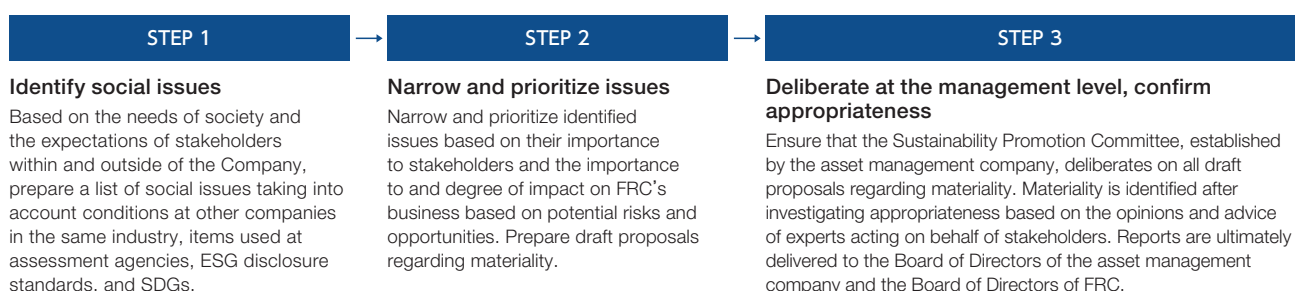 STEP 1
Identify social issues
Based on the needs of society and
the expectations of stakeholders
within and outside of the Company,
prepare a list of social issues taking into
account conditions at other companies
in the same industry, items used at
assessment agencies, ESG disclosure
standards, and SDGs.
STEP 2
Narrow and prioritize issues
Narrow and prioritize identified
issues based on their importance
to stakeholders and the importance
to and degree of impact on FRC's
business based on potential risks and
opportunities. Prepare draft proposals
regarding materiality.
STEP 3
Deliberate at the management level, confirm
appropriateness
Ensure that the Sustainability Promotion Committee, established
by the asset management company, deliberates on all draft
proposals regarding materiality. Materiality is identified after
investigating appropriateness based on the opinions and advice
of experts acting on behalf of stakeholders. Reports are ultimately
delivered to the Board of Directors of the asset management
company and the Board of Directors of FRC.